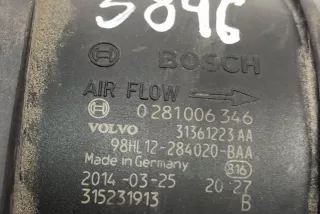 5896
BOSCH
AIR FLOW
0 281 006 346
VOLVO 31361223 AA
98HL12-284020-BAA
Made in Germany 316
2014-03-25 20 27
315231913 B